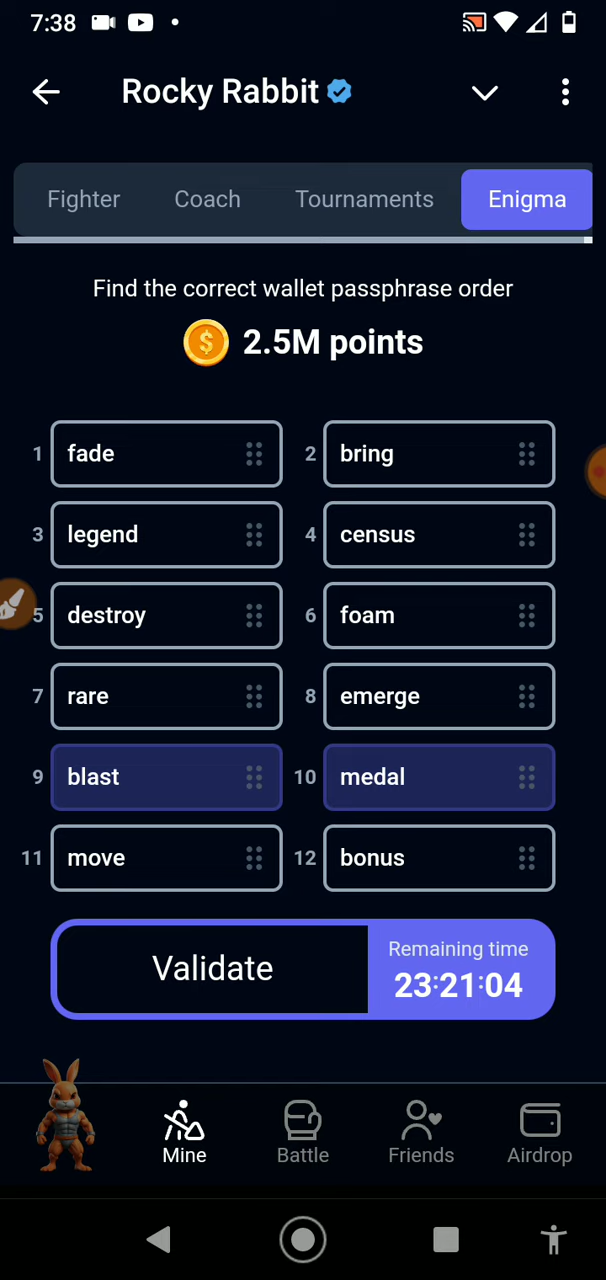 7:38
Rocky Rabbit
Fighter Coach Tournaments Enigma
Find the correct wallet passphrase order
$ 2.5M points
1 fade 2 bring
3 legend 4 census
5 destroy 6 foam
7 rare 8 emerge
9 blast 10 medal
11 move 12 bonus
Validate
Remaining time
23:21:04
Mine Battle Friends Airdrop